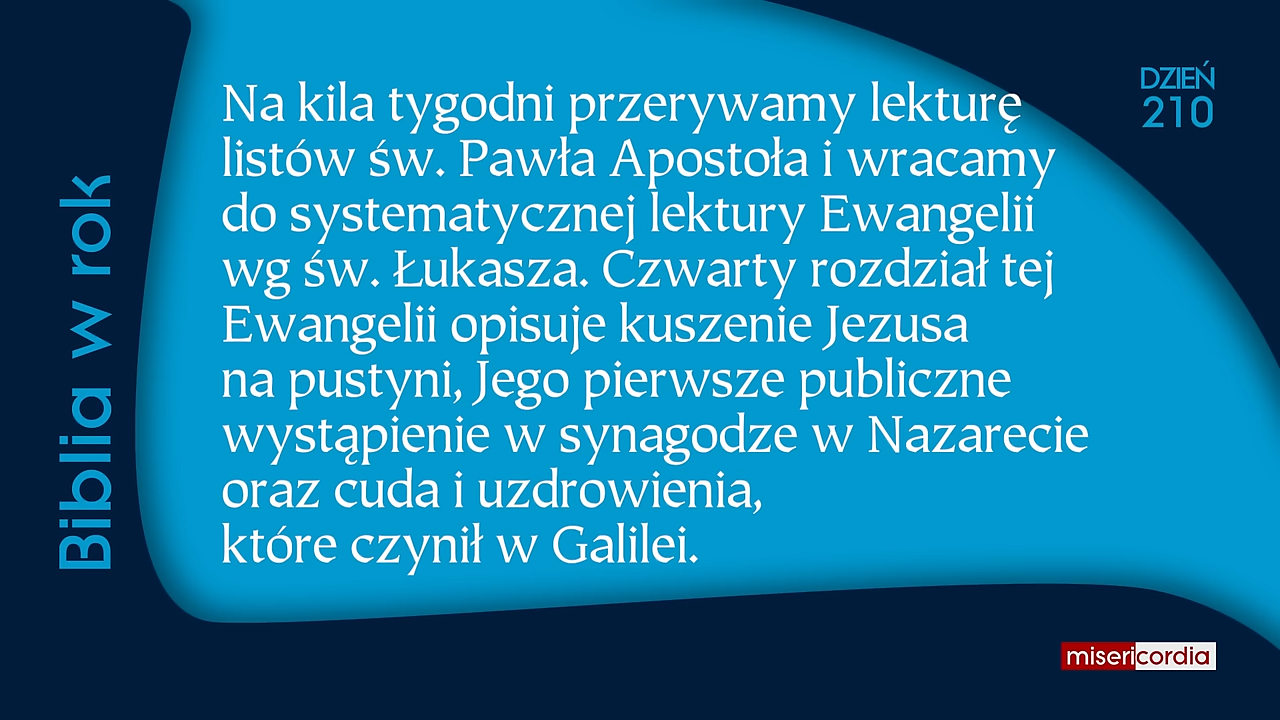 DZIEŃ
210
Biblia w rok
Na kila tygodni przerywamy lekturę
listów św. Pawła Apostoła i wracamy
do systematycznej lektury Ewangelii
wg św. Łukasza. Czwarty rozdział tej
Ewangelii opisuje kuszenie Jezusa
na pustyni, Jego pierwsze publiczne
wystąpienie w synagodze w Nazarecie
oraz cuda i uzdrowienia,
które czynił w Galilei.
misericordia